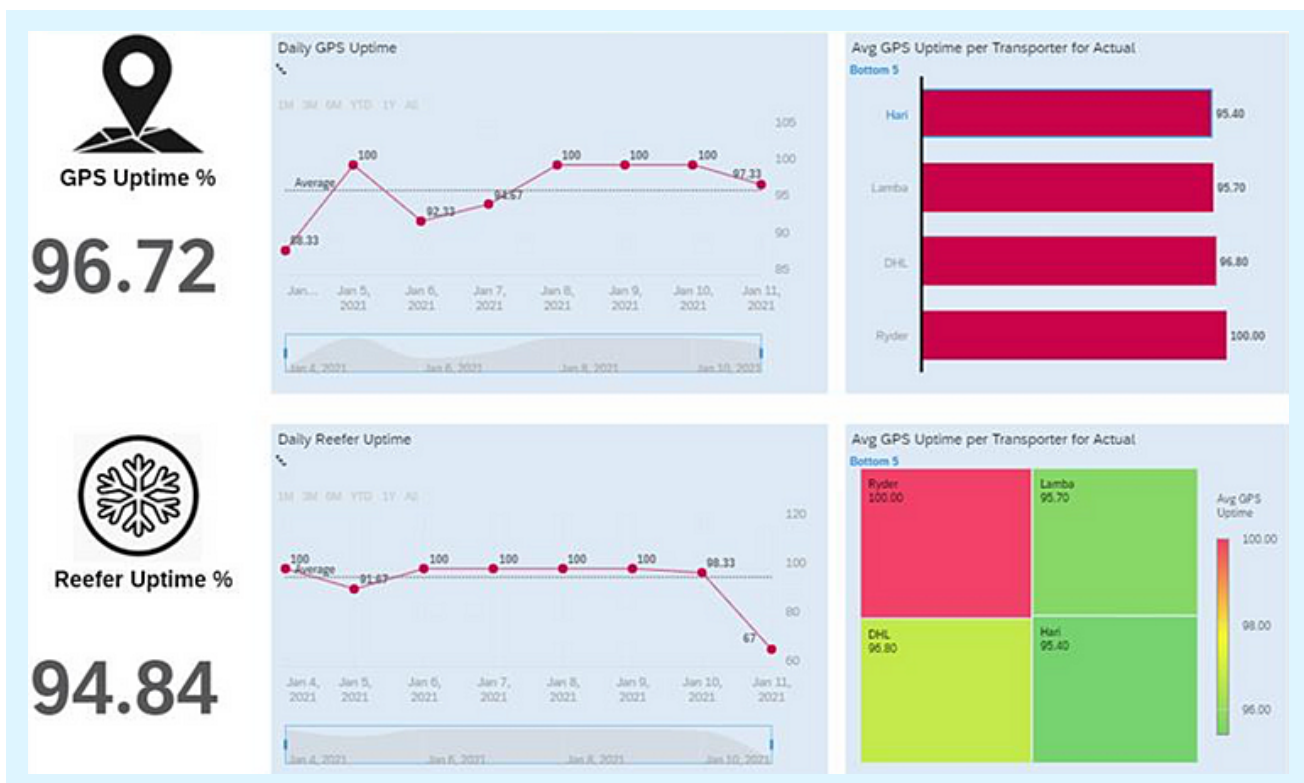 GPS Uptime %
96.72
Daily GPS Uptime
1M 3M 6M YTD 1Y All
105
100
95
90
85
Average
88.33
100
92.33
94.67
100
100
100
97.33
Jan...
Jan 5,
2021
Jan 6,
2021
Jan 7,
2021
Jan 8,
2021
Jan 9,
2021
Jan 10,
2021
Jan 11,
2021
Jan 4, 2021
Jan 6, 2021
Jan 8, 2021
Jan 10, 2021
Avg GPS Uptime per Transporter for Actual
Bottom 5
Hari
95.40
Lamba
95.70
DHL
96.80
Ryder
100.00
Reefer Uptime %
94.84
Daily Reefer Uptime
1M 3M 6M YTD 1Y All
120
100
80
60
Average
100
91.67
100
100
100
100
98.33
67
Jan 4,
2021
Jan 5,
2021
Jan 6,
2021
Jan 7,
2021
Jan 8,
2021
Jan 9,
2021
Jan 10,
2021
Jan 11,
2021
Jan 4, 2021
Jan 6, 2021
Jan 8, 2021
Jan 10, 2021
Avg GPS Uptime per Transporter for Actual
Bottom 5
Ryder
100.00
Lamba
95.70
DHL
96.80
Hari
95.40
Avg GPS
Uptime
100.00
98.00
96.00